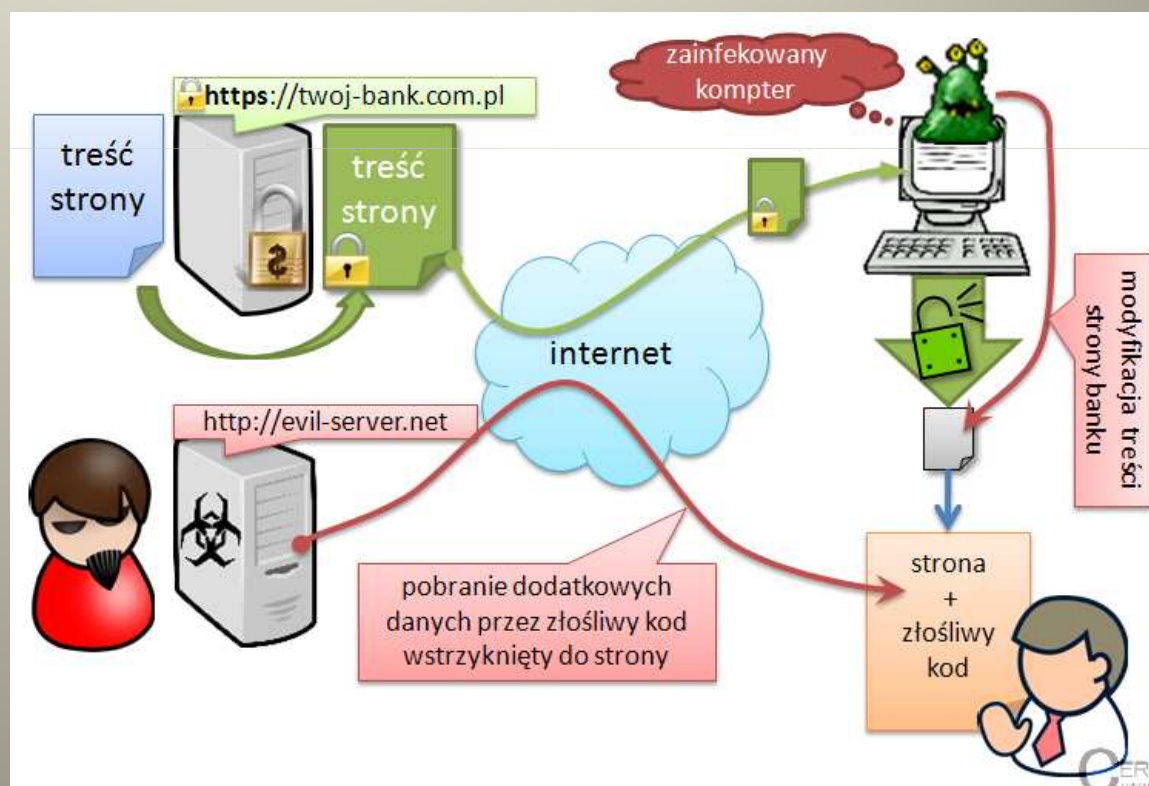 zainfekowany
kompter
https://twoj-bank.com.pl
treść
strony
treść
strony
internet
modyfikacja treści
strony banku
http://evil-server.net
pobranie dodatkowych
danych przez złośliwy kod
wstrzyknięty do strony
strona
+
złośliwy
kod
CER